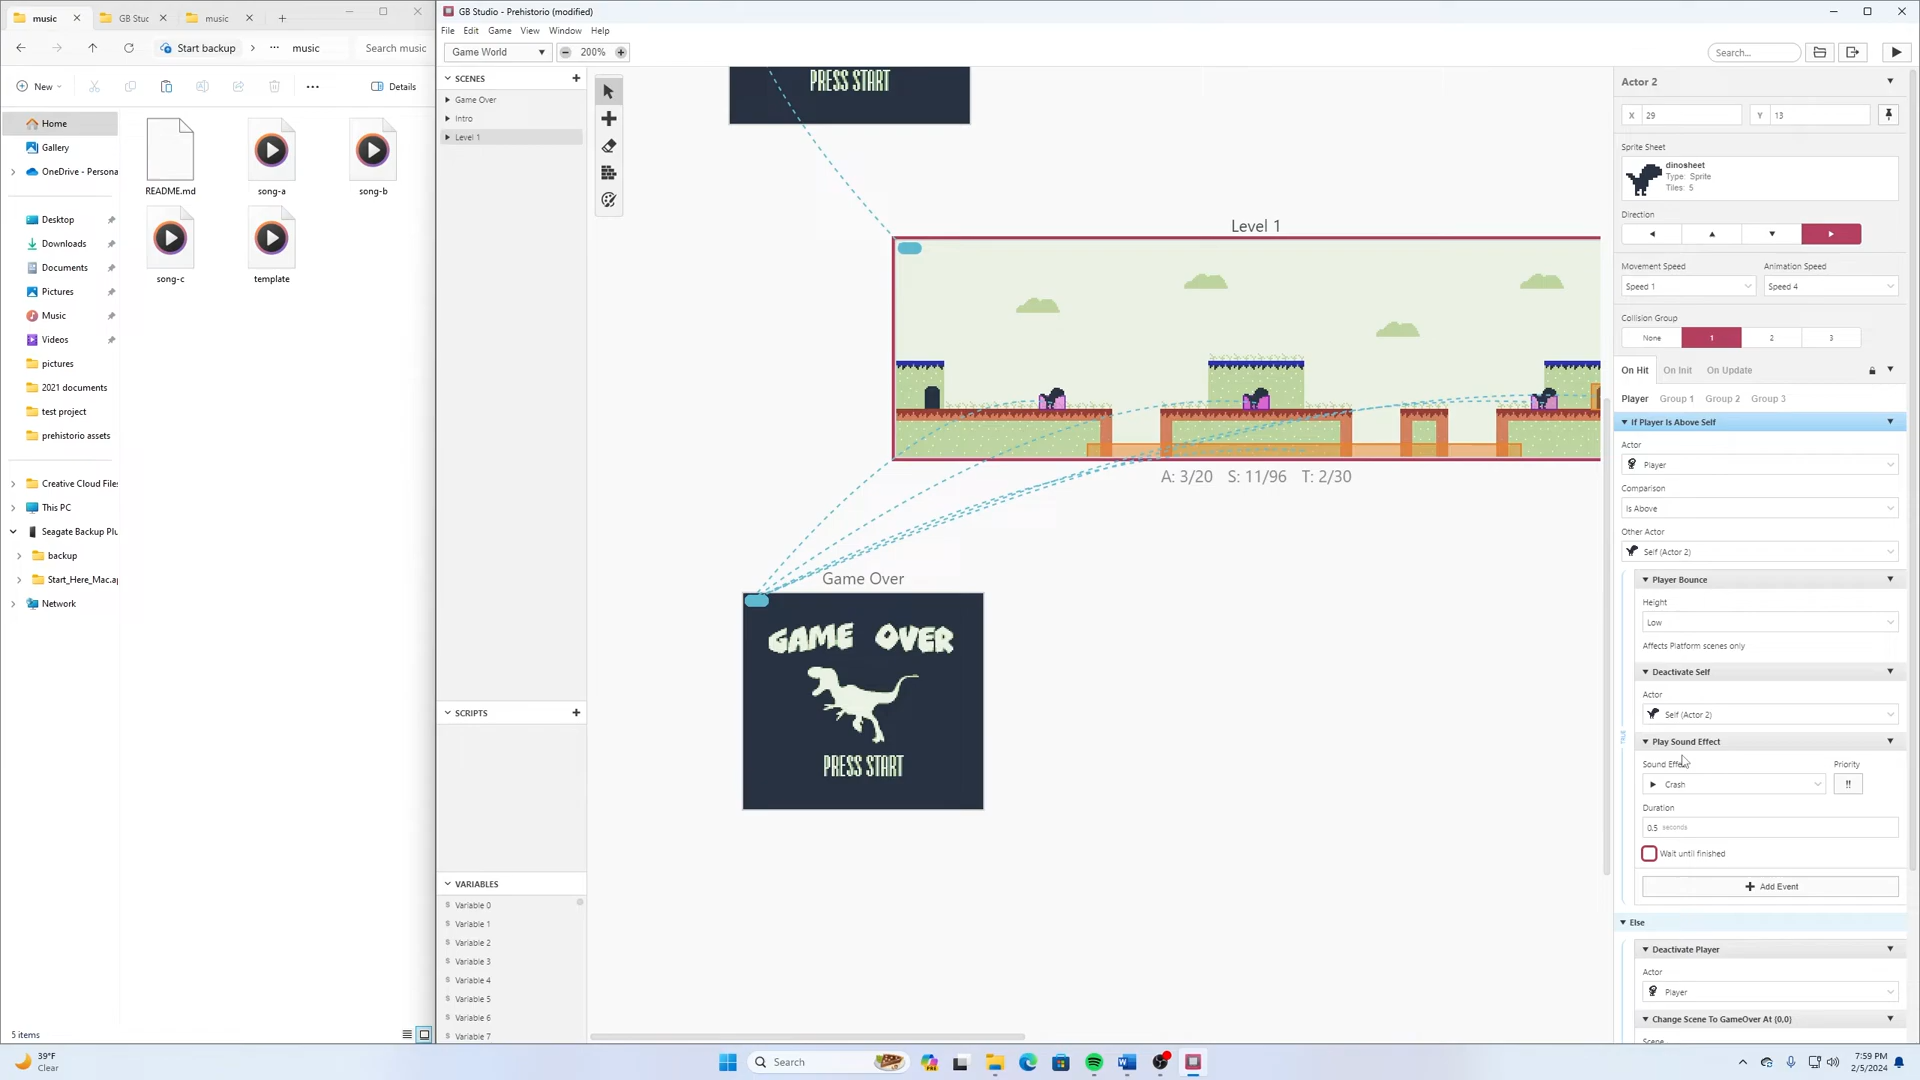 music
GB Stuc
music
Start backup
music
Search music
New
Details
Home
Gallery
OneDrive - Persona
Desktop
Downloads
Documents
Pictures
Music
Videos
pictures
2021 documents
test project
prehistorio assets
Creative Cloud Files
This PC
Seagate Backup Plu
backup
Start_Here_Mac.ap
Network
README.md
song-a
song-b
song-c
template
5 items
GB Studio - Prehistorio (modified)
File Edit Game View Window Help
Game World
200%
Search...
SCENES
Game Over
Intro
Level 1
SCRIPTS
VARIABLES
Variable 0
Variable 1
Variable 2
Variable 3
Variable 4
Variable 5
Variable 6
Variable 7
PRESS START
Level 1
A: 3/20 S: 11/96 T: 2/30
Game Over
GAME OVER
PRESS START
Actor 2
X 29
Y 13
Sprite Sheet
dinosheet
Type: Sprite
Tiles: 5
Direction
Movement Speed
Animation Speed
Speed 1
Speed 4
Collision Group
None 1 2 3
On Hit On Init On Update
Player Group 1 Group 2 Group 3
If Player Is Above Self
Actor
Player
Comparison
Is Above
Other Actor
Self (Actor 2)
TRUE
Player Bounce
Height
Low
Affects Platform scenes only
Deactivate Self
Actor
Self (Actor 2)
Play Sound Effect
Sound Effect
Priority
Crash
!!
Duration
0.5 seconds
Wait until finished
Add Event
Else
Deactivate Player
Actor
Player
Change Scene To GameOver At (0,0)
Scene
39°F
Clear
Search
7:59 PM
2/5/2024